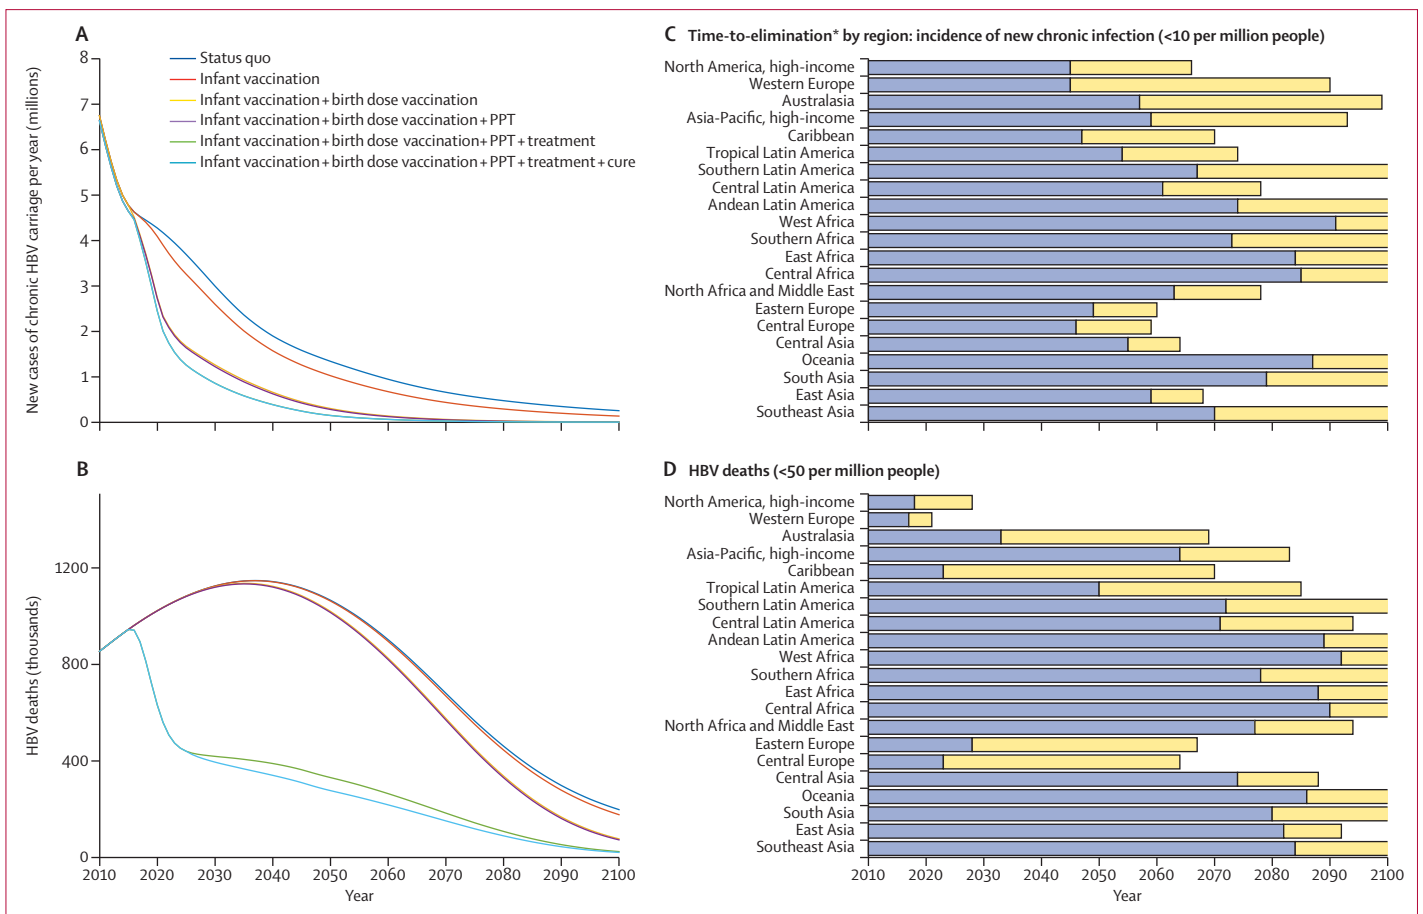 A
8
7
6
5
4
3
2
1
0
New cases of chronic HBV carriage per year (millions)
Status quo
Infant vaccination
Infant vaccination + birth dose vaccination
Infant vaccination + birth dose vaccination + PPT
Infant vaccination + birth dose vaccination+ PPT + treatment
Infant vaccination + birth dose vaccination + PPT + treatment + cure
B
1200
800
400
0
HBV deaths (thousands)
2010 2020 2030 2040 2050 2060 2070 2080 2090 2100
Year
C Time-to-elimination* by region: incidence of new chronic infection (<10 per million people)
North America, high-income
Western Europe
Australasia
Asia-Pacific, high-income
Caribbean
Tropical Latin America
Southern Latin America
Central Latin America
Andean Latin America
West Africa
Southern Africa
East Africa
Central Africa
North Africa and Middle East
Eastern Europe
Central Europe
Central Asia
Oceania
South Asia
East Asia
Southeast Asia
2010 2020 2030 2040 2050 2060 2070 2080 2090 2100
D HBV deaths (<50 per million people)
North America, high-income
Western Europe
Australasia
Asia-Pacific, high-income
Caribbean
Tropical Latin America
Southern Latin America
Central Latin America
Andean Latin America
West Africa
Southern Africa
East Africa
Central Africa
North Africa and Middle East
Eastern Europe
Central Europe
Central Asia
Oceania
South Asia
East Asia
Southeast Asia
2010 2020 2030 2040 2050 2060 2070 2080 2090 2100
Year